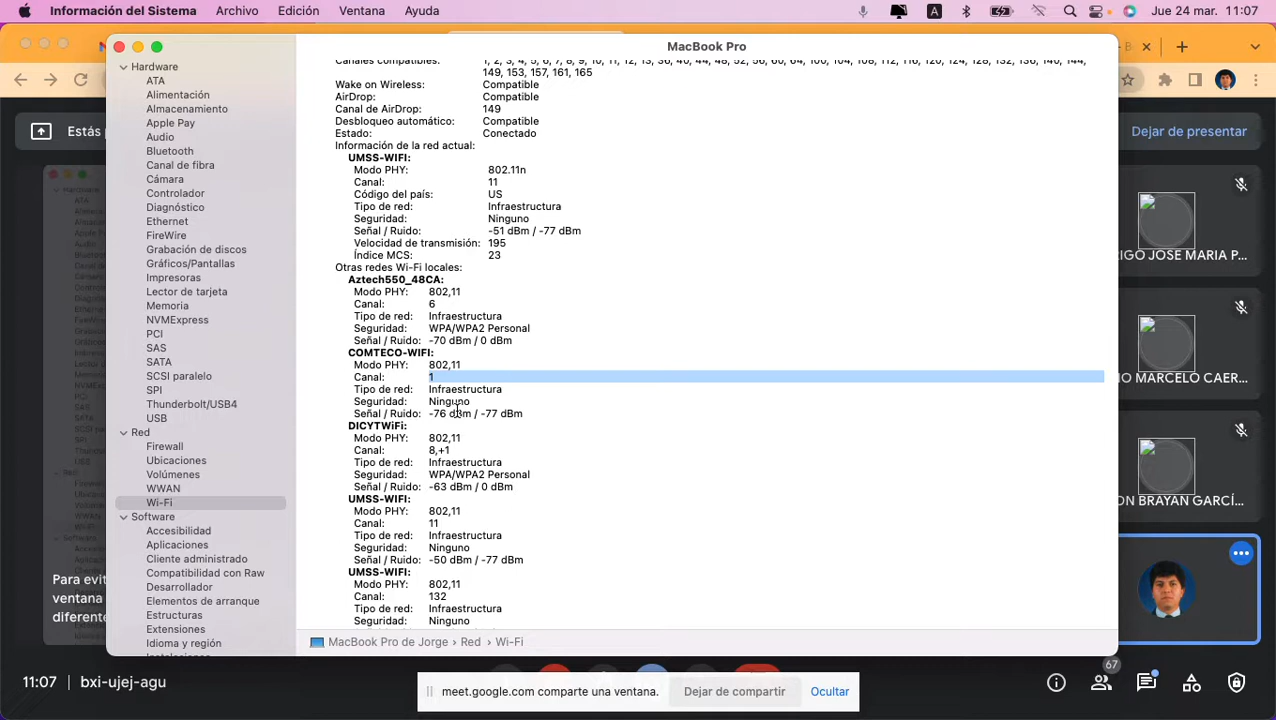 Información del Sistema Archivo Edición Ventana Ayuda A Jue 24 mar. 11:07
MacBook Pro
Hardware
ATA
Alimentación
Almacenamiento
Apple Pay
Audio
Bluetooth
Canal de fibra
Cámara
Controlador
Diagnóstico
Ethernet
FireWire
Grabación de discos
Gráficos/Pantallas
Impresoras
Lector de tarjeta
Memoria
NVMExpress
PCI
SAS
SATA
SCSI paralelo
SPI
Thunderbolt/USB4
USB
Red
Firewall
Ubicaciones
Volúmenes
WWAN
Wi-Fi
Software
Accesibilidad
Aplicaciones
Cliente administrado
Compatibilidad con Raw
Desarrollador
Elementos de arranque
Estructuras
Extensiones
Idioma y región
Canales compatibles: 1, 2, 3, 4, 5, 6, 7, 8, 9, 10, 11, 12, 13, 36, 40, 44, 48, 52, 56, 60, 64, 100, 104, 108, 112, 116, 120, 124, 128, 132, 136, 140, 144,
149, 153, 157, 161, 165
Wake on Wireless: Compatible
AirDrop: Compatible
Canal de AirDrop: 149
Desbloqueo automático: Compatible
Estado: Conectado
Información de la red actual:
UMSS-WIFI:
Modo PHY: 802.11n
Canal: 11
Código del país: US
Tipo de red: Infraestructura
Seguridad: Ninguno
Señal / Ruido: -51 dBm / -77 dBm
Velocidad de transmisión: 195
Índice MCS: 23
Otras redes Wi-Fi locales:
Aztech550_48CA:
Modo PHY: 802,11
Canal: 6
Tipo de red: Infraestructura
Seguridad: WPA/WPA2 Personal
Señal / Ruido: -70 dBm / 0 dBm
COMTECO-WIFI:
Modo PHY: 802,11
Canal: 1
Tipo de red: Infraestructura
Seguridad: Ninguno
Señal / Ruido: -76 dBm / -77 dBm
DICYTWiFi:
Modo PHY: 802,11
Canal: 8,+1
Tipo de red: Infraestructura
Seguridad: WPA/WPA2 Personal
Señal / Ruido: -63 dBm / 0 dBm
UMSS-WIFI:
Modo PHY: 802,11
Canal: 11
Tipo de red: Infraestructura
Seguridad: Ninguno
Señal / Ruido: -50 dBm / -77 dBm
UMSS-WIFI:
Modo PHY: 802,11
Canal: 132
Tipo de red: Infraestructura
Seguridad: Ninguno
MacBook Pro de Jorge › Red › Wi-Fi
Estás
Dejar de presentar
IGO JOSE MARIA P...
IO MARCELO CAER...
ON BRAYAN GARCÍ...
Para evit
ventana
diferente
67
11:07 bxi-ujej-agu
meet.google.com comparte una ventana. Dejar de compartir Ocultar